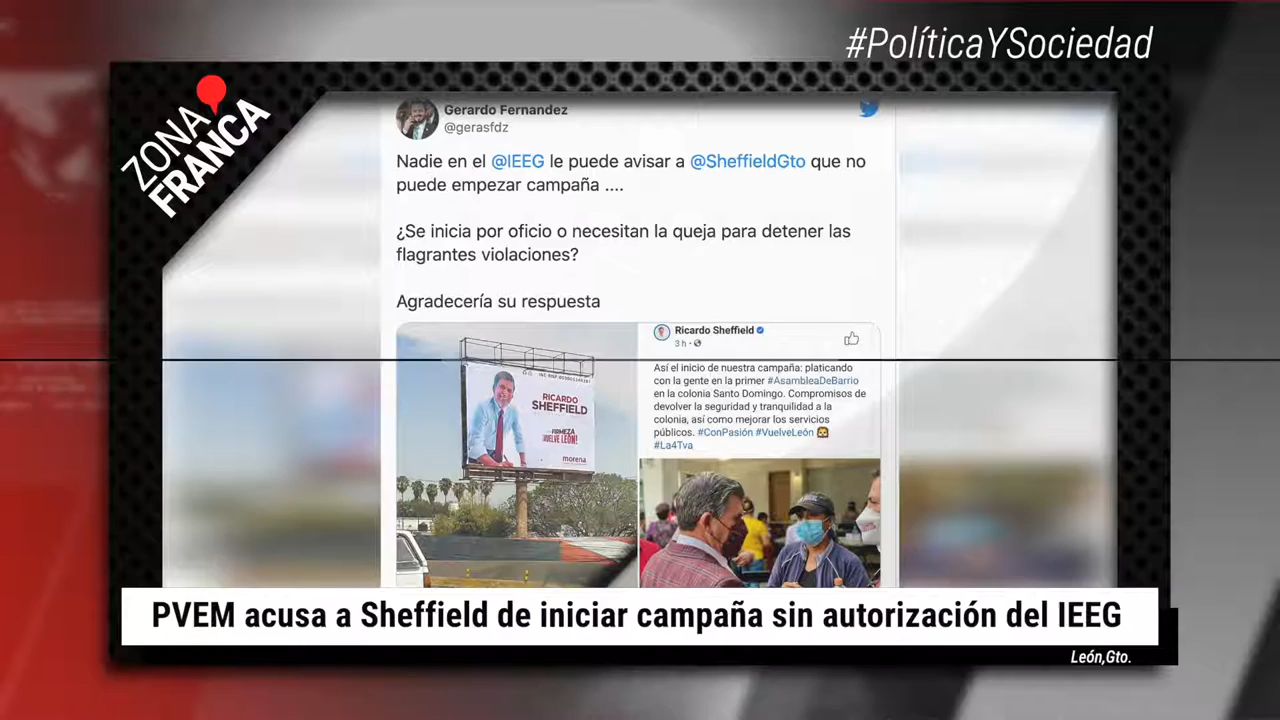 #PolíticaYSociedad
ZONA
FRANCA
Gerardo Fernandez
@gerasfdz
Nadie en el @IEEG le puede avisar a @SheffieldGto que no
puede empezar campaña ....
¿Se inicia por oficio o necesitan la queja para detener las
flagrantes violaciones?
Agradecería su respuesta
RICARDO
SHEFFIELD
FIRMEZA
¡VUELVE LEÓN!
morena
Ricardo Sheffield
3 h
Así el inicio de nuestra campaña: platicando
con la gente en la primer #AsambleaDeBarrio
en la colonia Santo Domingo. Compromisos de
devolver la seguridad y tranquilidad a la
colonia, así como mejorar los servicios
públicos. #ConPasión #VuelveLeón 🦁
#La4Tva
PVEM acusa a Sheffield de iniciar campaña sin autorización del IEEG
León,Gto.